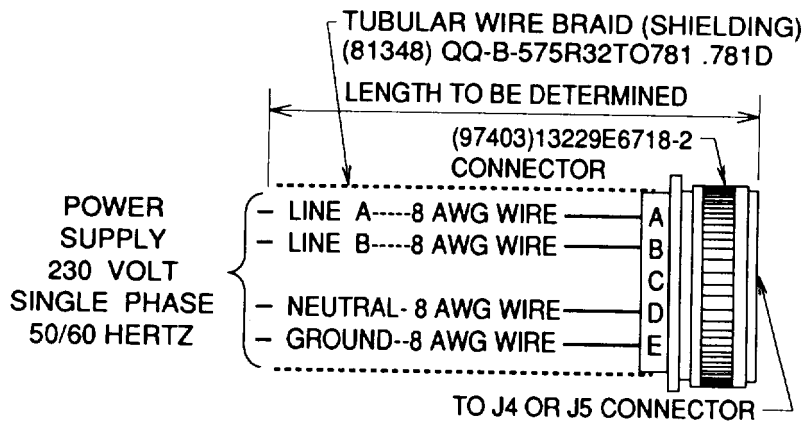 TUBULAR WIRE BRAID (SHIELDING)
(81348) QQ-B-575R32TO781 .781D
LENGTH TO BE DETERMINED
(97403)13229E6718-2
CONNECTOR
POWER
SUPPLY
230 VOLT
SINGLE PHASE
50/60 HERTZ
- LINE A-----8 AWG WIRE A
- LINE B-----8 AWG WIRE B
C
- NEUTRAL- 8 AWG WIRE D
- GROUND--8 AWG WIRE E
TO J4 OR J5 CONNECTOR